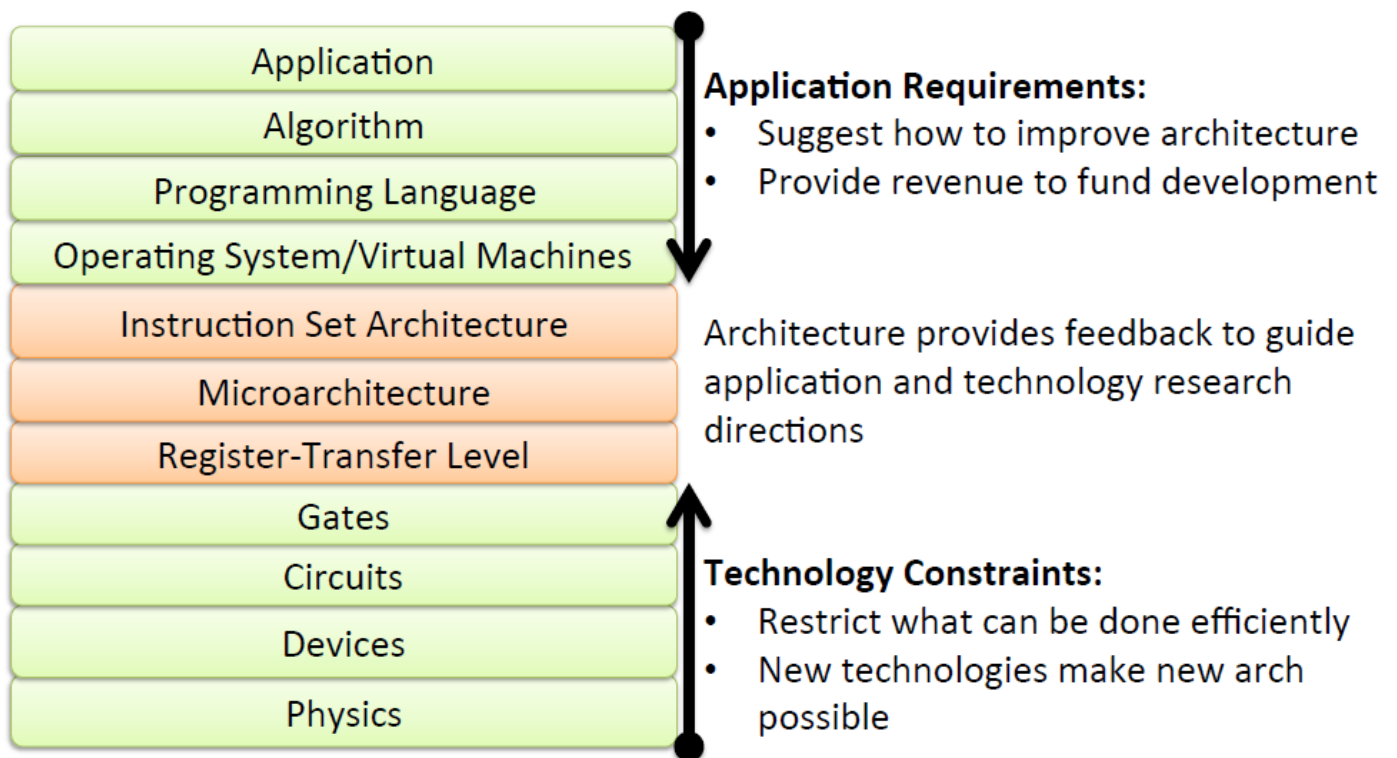 Application
Algorithm
Programming Language
Operating System/Virtual Machines
Instruction Set Architecture
Microarchitecture
Register-Transfer Level
Gates
Circuits
Devices
Physics
Application Requirements:
• Suggest how to improve architecture
• Provide revenue to fund development
Architecture provides feedback to guide
application and technology research
directions
Technology Constraints:
• Restrict what can be done efficiently
• New technologies make new arch
possible